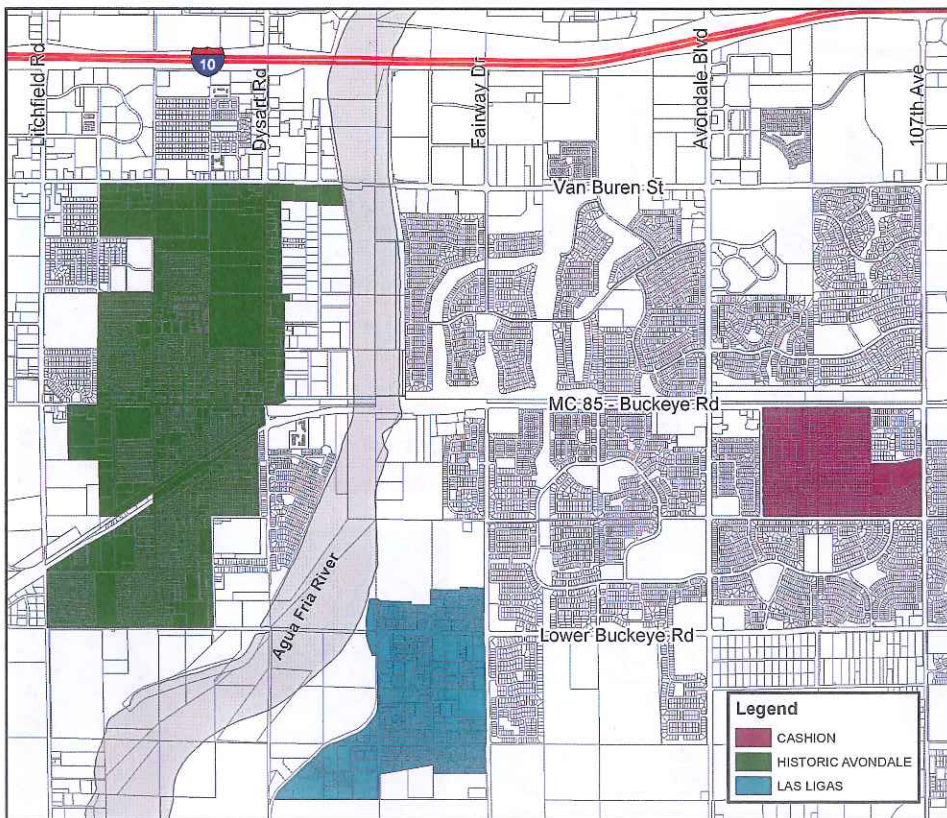 10
Litchfield Rd
Dysart Rd
Fairway Dr
Avondale Blvd
107th Ave
Van Buren St
MC 85 - Buckeye Rd
Agua Fria River
Lower Buckeye Rd
Legend
CASHION
HISTORIC AVONDALE
LAS LIGAS